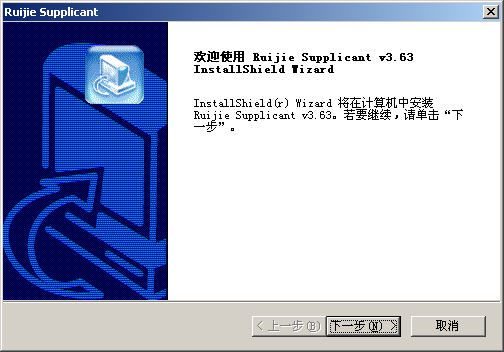 Ruijie Supplicant
欢迎使用 Ruijie Supplicant v3.63
InstallShield Wizard
InstallShield(r) Wizard 将在计算机中安装
Ruijie Supplicant v3.63。若要继续，请单击“下
一步”。
< 上一步(B)
下一步(N) >
取消